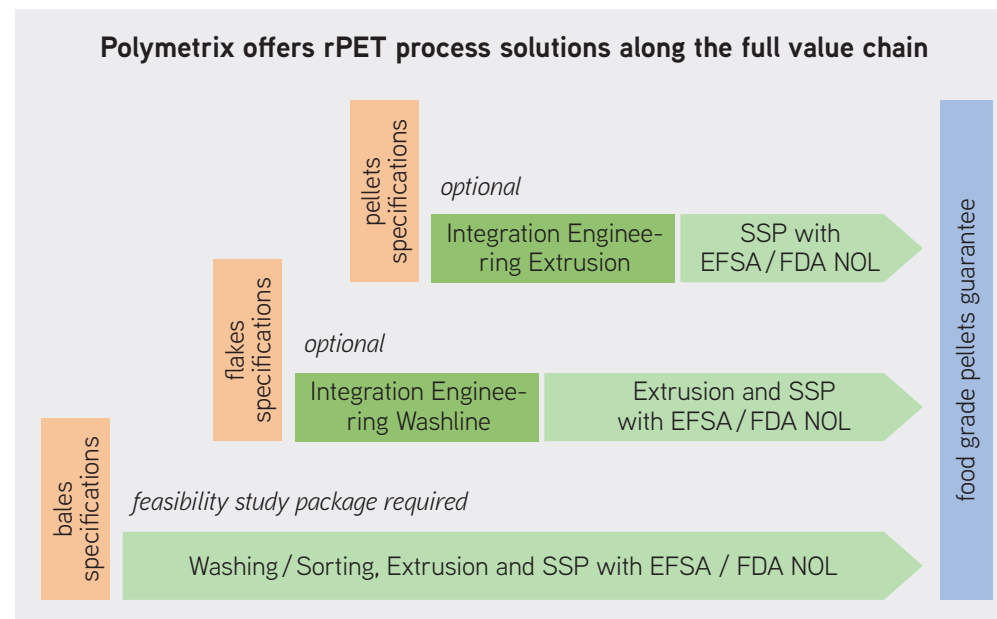 Polymetrix offers rPET process solutions along the full value chain
pellets
specifications
optional
Integration Enginee-
ring Extrusion
SSP with
EFSA / FDA NOL
flakes
specifications
optional
Integration Enginee-
ring Washline
Extrusion and SSP
with EFSA / FDA NOL
bales
specifications
feasibility study package required
Washing / Sorting, Extrusion and SSP with EFSA / FDA NOL
food grade pellets guarantee